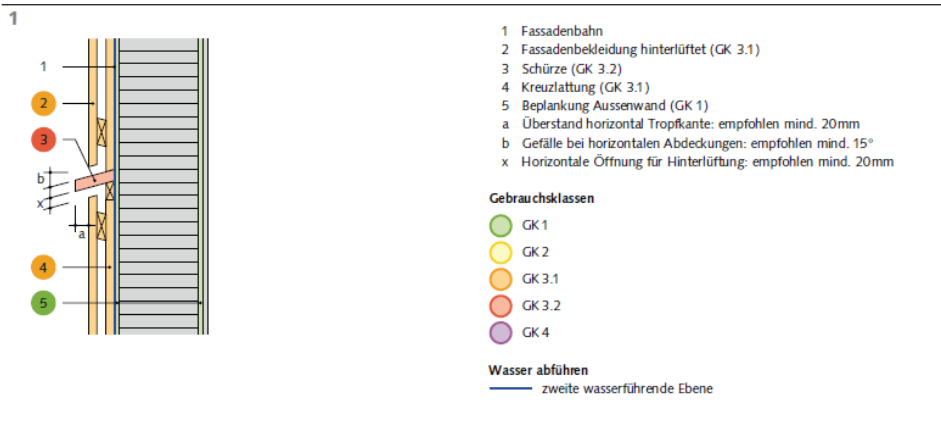 1
1
2
3
b
x
a
4
5
1 Fassadenbahn
2 Fassadenbekleidung hinterlüftet (GK 3.1)
3 Schürze (GK 3.2)
4 Kreuzlattung (GK 3.1)
5 Beplankung Aussenwand (GK 1)
a Überstand horizontal Tropfkante: empfohlen mind. 20mm
b Gefälle bei horizontalen Abdeckungen: empfohlen mind. 15°
x Horizontale Öffnung für Hinterlüftung: empfohlen mind. 20mm
Gebrauchsklassen
GK 1
GK 2
GK 3.1
GK 3.2
GK 4
Wasser abführen
zweite wasserführende Ebene